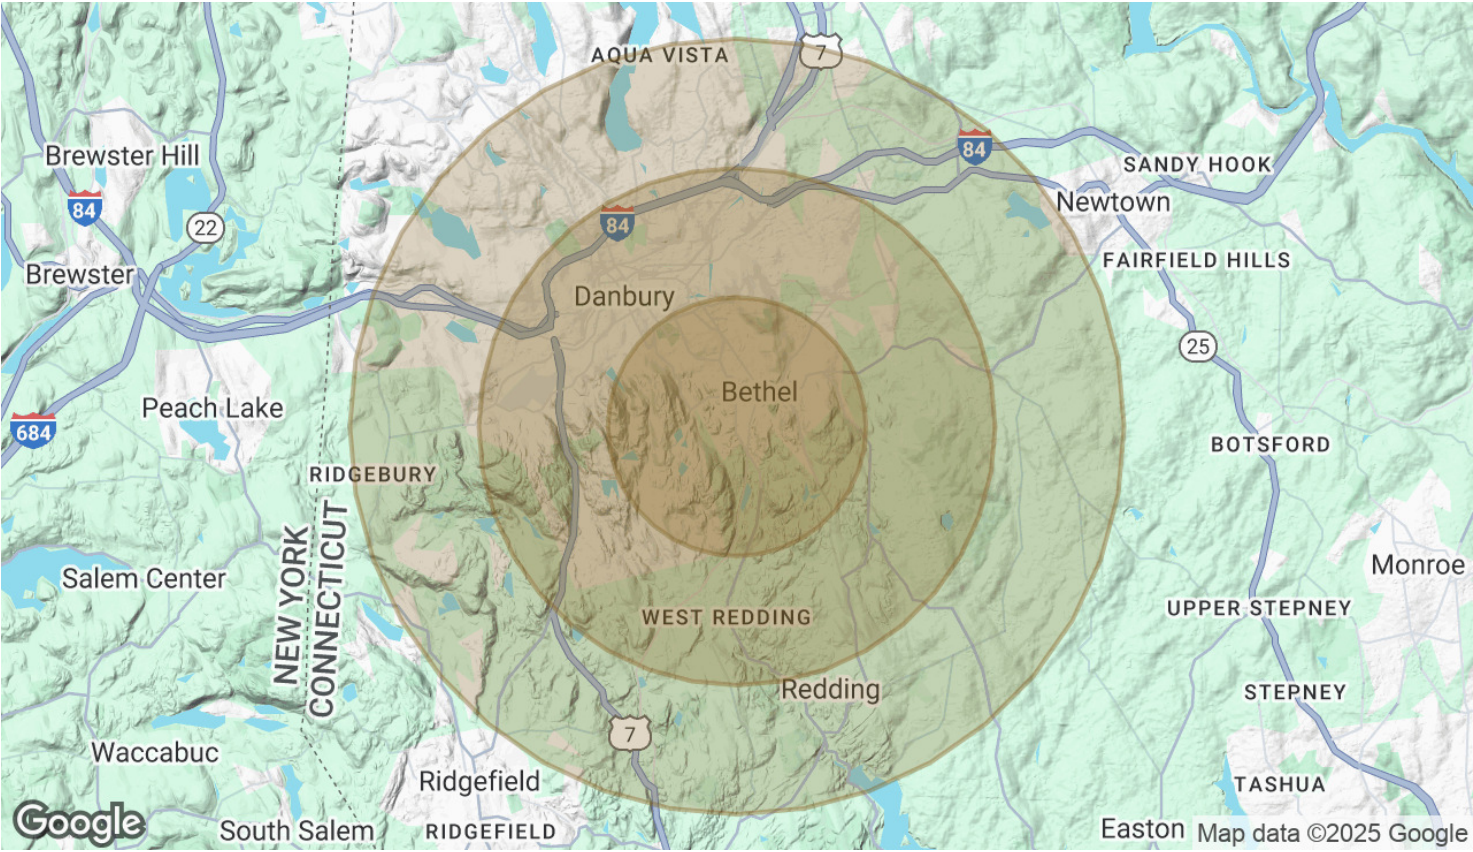 AQUA VISTA
7
84
Brewster Hill
SANDY HOOK
84
Newtown
22
84
FAIRFIELD HILLS
Brewster
Danbury
25
Bethel
Peach Lake
684
BOTSFORD
RIDGEBURY
NEW YORK
CONNECTICUT
Salem Center
Monroe
WEST REDDING
UPPER STEPNEY
Redding
STEPNEY
7
Waccabuc
Ridgefield
TASHUA
Google
South Salem
RIDGEFIELD
Easton
Map data ©2025 Google